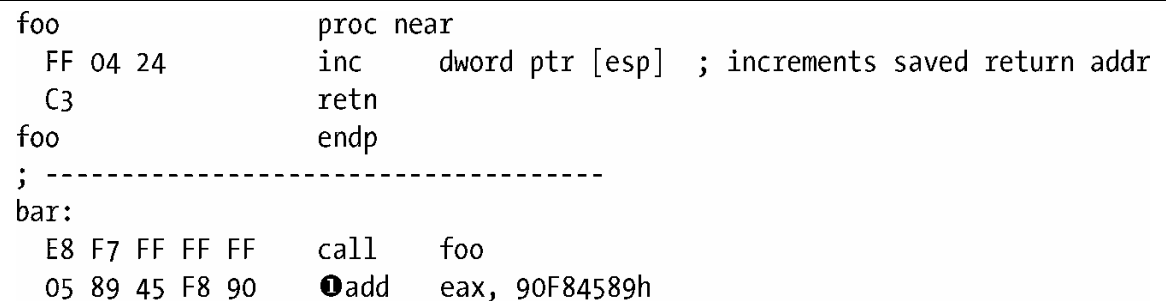 foo proc near
FF 04 24 inc dword ptr [esp] ; increments saved return addr
C3 retn
foo endp
; -------------------------------------
bar:
E8 F7 FF FF FF call foo
05 89 45 F8 90 ❶add eax, 90F84589h